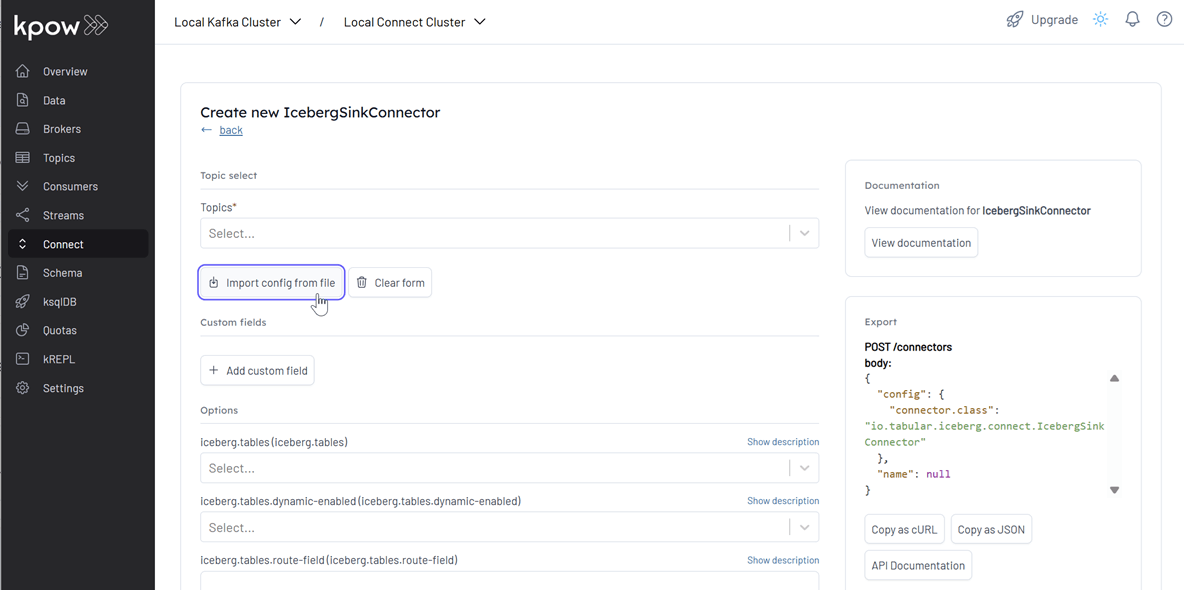 kpow
Local Kafka Cluster / Local Connect Cluster
Upgrade
Overview
Data
Brokers
Topics
Consumers
Streams
Connect
Schema
ksqlDB
Quotas
kREPL
Settings
Create new IcebergSinkConnector
← back
Topic select
Topics*
Select...
Import config from file
Clear form
Custom fields
+ Add custom field
Options
iceberg.tables (iceberg.tables)
Show description
Select...
iceberg.tables.dynamic-enabled (iceberg.tables.dynamic-enabled)
Show description
Select...
iceberg.tables.route-field (iceberg.tables.route-field)
Show description
Documentation
View documentation for IcebergSinkConnector
View documentation
Export
POST /connectors
body:
{
"config": {
"connector.class":
"io.tabular.iceberg.connect.IcebergSink
Connector"
},
"name": null
}
Copy as cURL
Copy as JSON
API Documentation